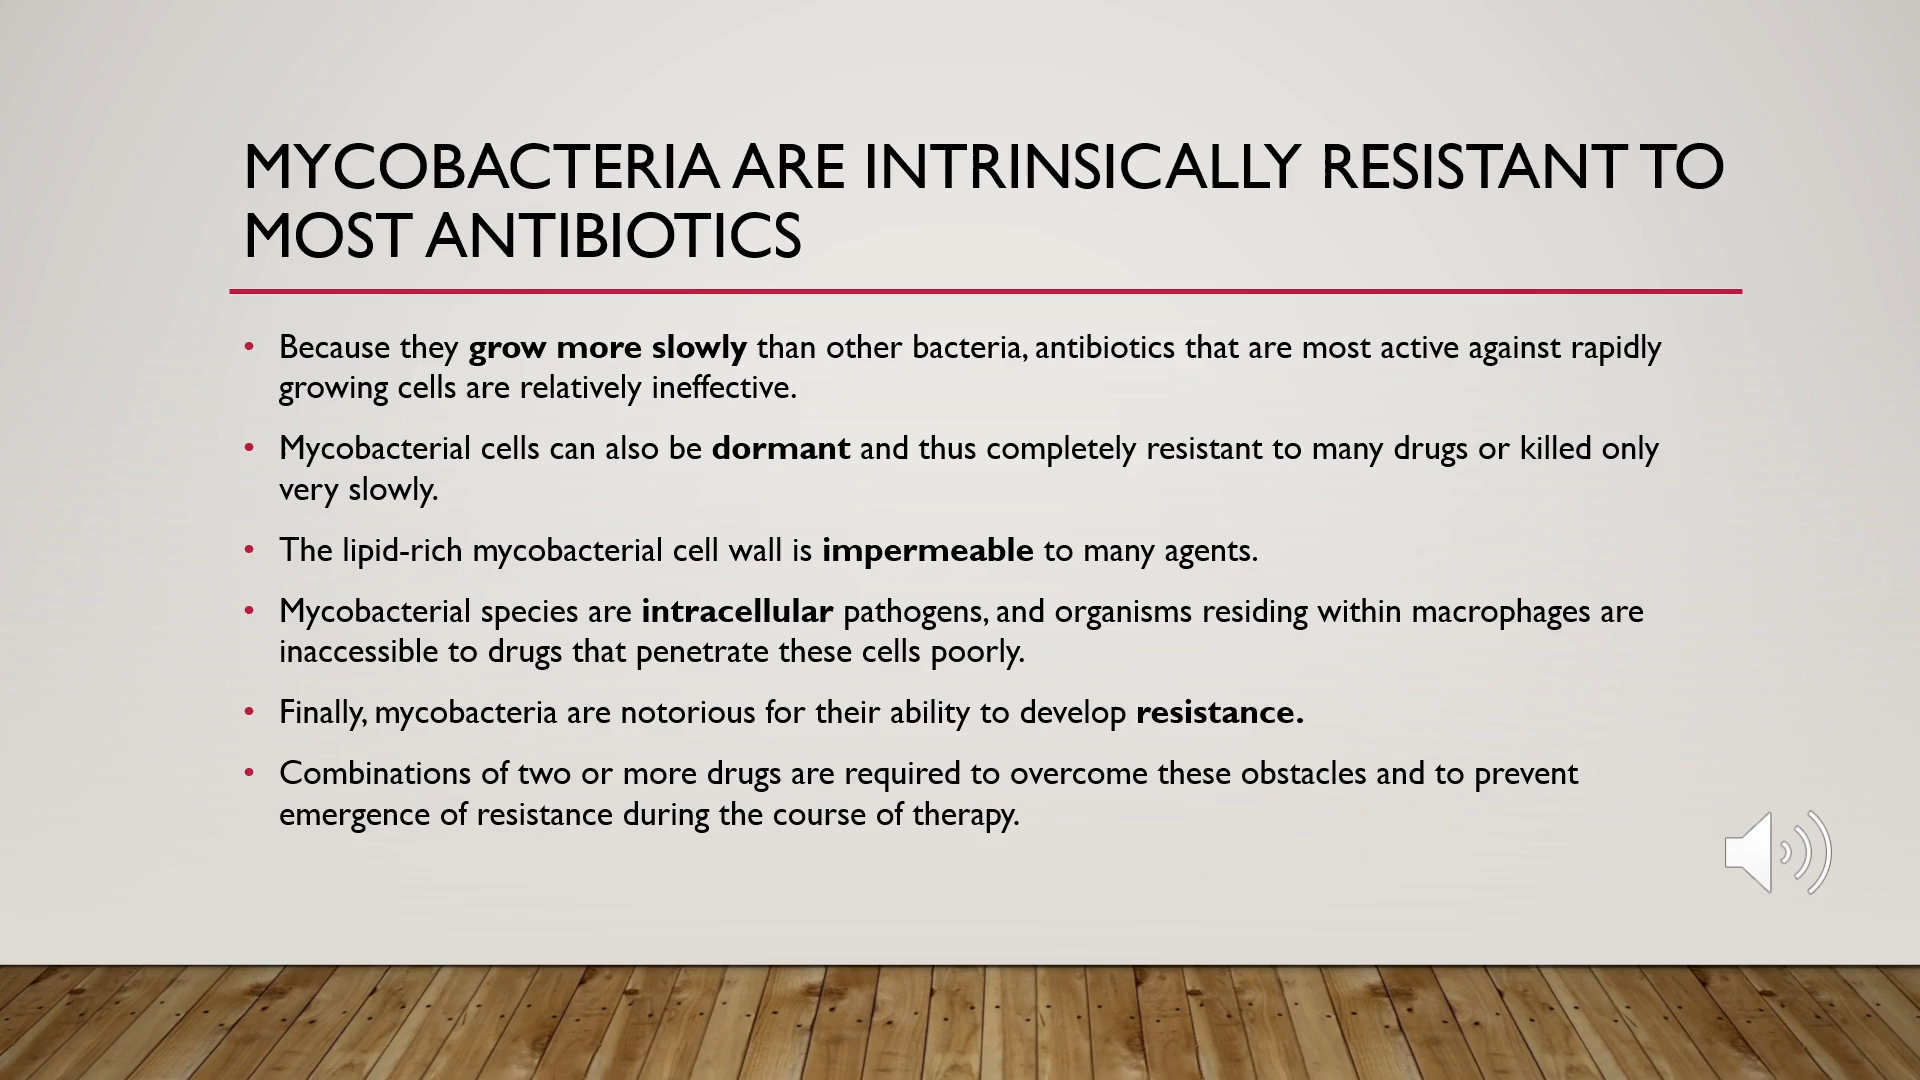 MYCOBACTERIA ARE INTRINSICALLY RESISTANT TO
MOST ANTIBIOTICS
• Because they grow more slowly than other bacteria, antibiotics that are most active against rapidly
growing cells are relatively ineffective.
• Mycobacterial cells can also be dormant and thus completely resistant to many drugs or killed only
very slowly.
• The lipid-rich mycobacterial cell wall is impermeable to many agents.
• Mycobacterial species are intracellular pathogens, and organisms residing within macrophages are
inaccessible to drugs that penetrate these cells poorly.
• Finally, mycobacteria are notorious for their ability to develop resistance.
• Combinations of two or more drugs are required to overcome these obstacles and to prevent
emergence of resistance during the course of therapy.